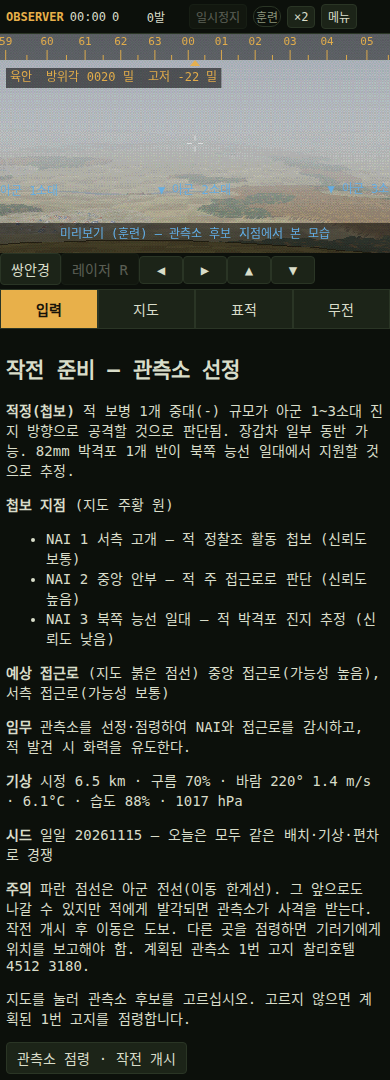 OBSERVER 00:00 0 0발 일시정지 훈련 ×2 메뉴
59 60 61 62 63 00 01 02 03 04 05
육안 방위각 0020 밀 고저 -22 밀
미리보기 (훈련) — 관측소 후보 지점에서 본 모습
쌍안경 레이저 R ◀ ▶ ▲ ▼
입력 지도 표적 무전
작전 준비 — 관측소 선정
적정(첩보) 적 보병 1개 중대(-) 규모가 아군 1~3소대 진
지 방향으로 공격할 것으로 판단됨. 장갑차 일부 동반 가
능. 82mm 박격포 1개 반이 북쪽 능선 일대에서 지원할 것
으로 추정.
첩보 지점 (지도 주황 원)
• NAI 1 서측 고개 — 적 정찰조 활동 첩보 (신뢰도
보통)
• NAI 2 중앙 안부 — 적 주 접근로로 판단 (신뢰도
높음)
• NAI 3 북쪽 능선 일대 — 적 박격포 진지 추정 (신
뢰도 낮음)
예상 접근로 (지도 붉은 점선) 중앙 접근로(가능성 높음),
서측 접근로(가능성 보통)
임무 관측소를 선정·점령하여 NAI와 접근로를 감시하고,
적 발견 시 화력을 유도한다.
기상 시정 6.5 km · 구름 70% · 바람 220° 1.4 m/s
· 6.1°C · 습도 88% · 1017 hPa
시드 일일 20261115 — 오늘은 모두 같은 배치·기상·편차
로 경쟁
주의 파란 점선은 아군 전선(이동 한계선). 그 앞으로도
나갈 수 있지만 적에게 발각되면 관측소가 사격을 받는다.
작전 개시 후 이동은 도보. 다른 곳을 점령하면 기러기에게
위치를 보고해야 함. 계획된 관측소 1번 고지 찰리호텔
4512 3180.
지도를 눌러 관측소 후보를 고르십시오. 고르지 않으면 계
획된 1번 고지를 점령합니다.
관측소 점령 · 작전 개시